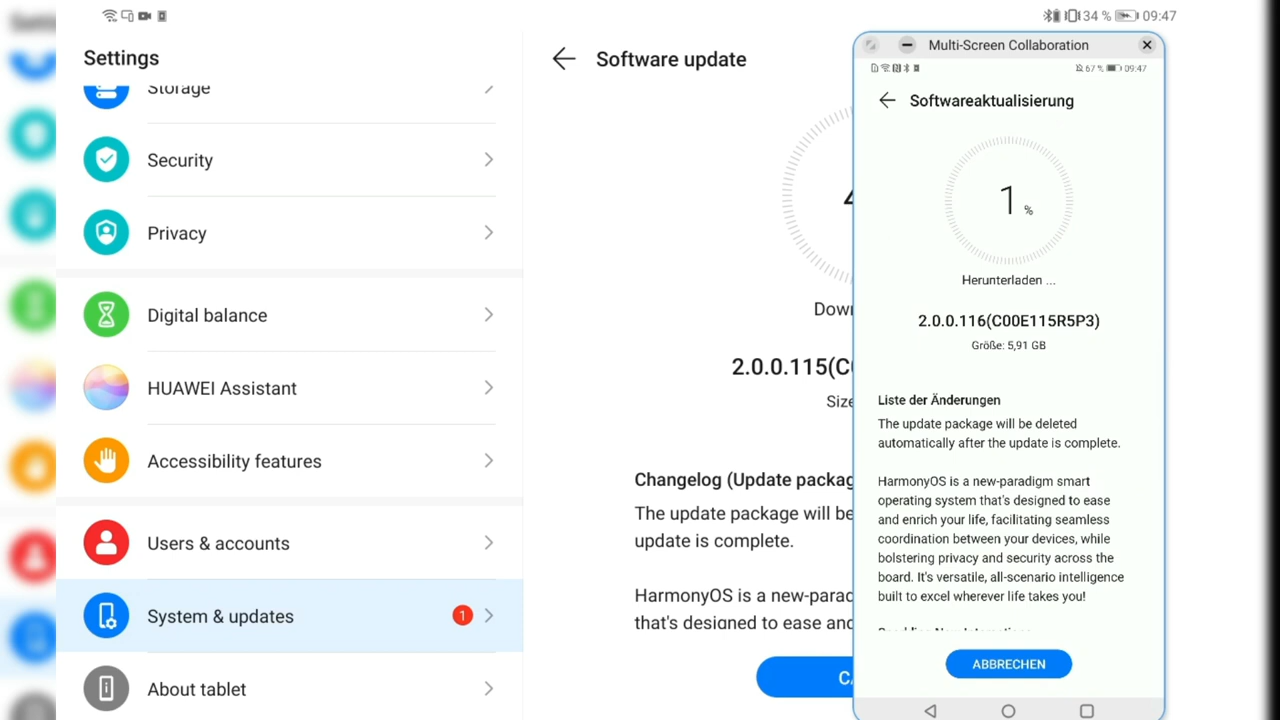 34 %
09:47
Settings
Storage
Security
Privacy
Digital balance
HUAWEI Assistant
Accessibility features
Users & accounts
System & updates
1
About tablet
Software update
4
Dow
2.0.0.115(C
Size
Changelog (Update packag
The update package will be
update is complete.
HarmonyOS is a new-parad
that's designed to ease and
CA
Multi-Screen Collaboration
67 %
09:47
Softwareaktualisierung
1 %
Herunterladen ...
2.0.0.116(C00E115R5P3)
Größe: 5,91 GB
Liste der Änderungen
The update package will be deleted
automatically after the update is complete.
HarmonyOS is a new-paradigm smart
operating system that's designed to ease
and enrich your life, facilitating seamless
coordination between your devices, while
bolstering privacy and security across the
board. It's versatile, all-scenario intelligence
built to excel wherever life takes you!
ABBRECHEN